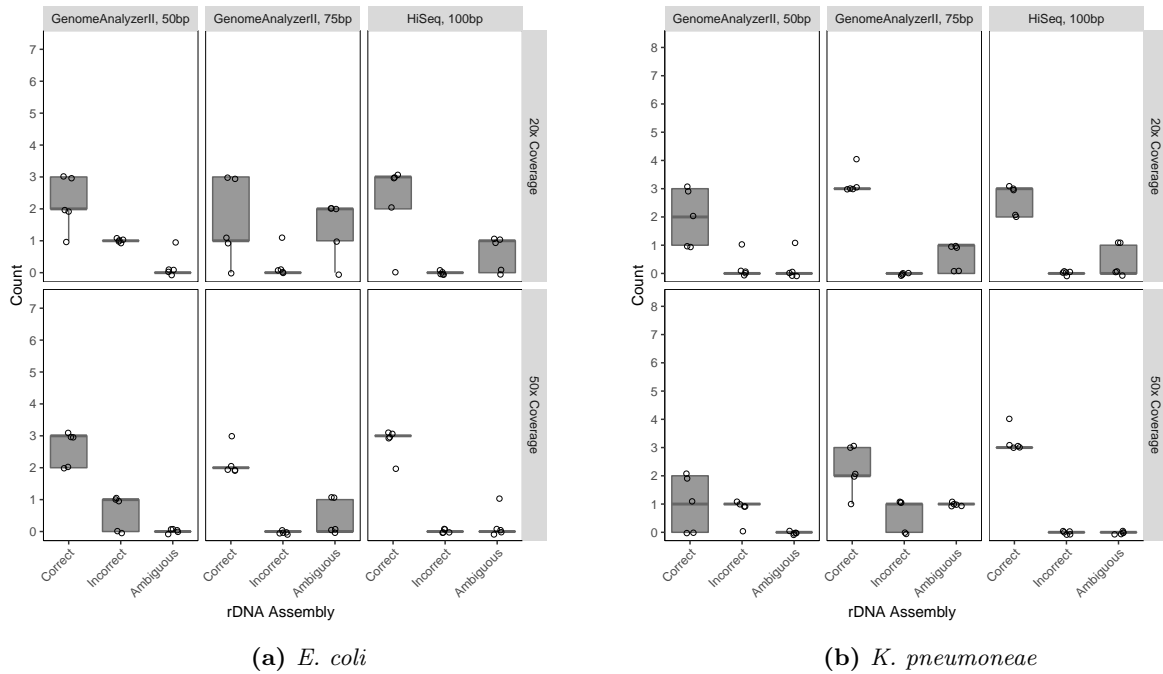 GenomeAnalyzerII, 50bp
GenomeAnalyzerII, 75bp
HiSeq, 100bp
7
6
5
4
3
2
1
0
20x Coverage
Count
7
6
5
4
3
2
1
0
50x Coverage
Correct
Incorrect
Ambiguous
Correct
Incorrect
Ambiguous
Correct
Incorrect
Ambiguous
rDNA Assembly
(a) E. coli
GenomeAnalyzerII, 50bp
GenomeAnalyzerII, 75bp
HiSeq, 100bp
8
7
6
5
4
3
2
1
0
20x Coverage
Count
8
7
6
5
4
3
2
1
0
50x Coverage
Correct
Incorrect
Ambiguous
Correct
Incorrect
Ambiguous
Correct
Incorrect
Ambiguous
rDNA Assembly
(b) K. pneumoneae